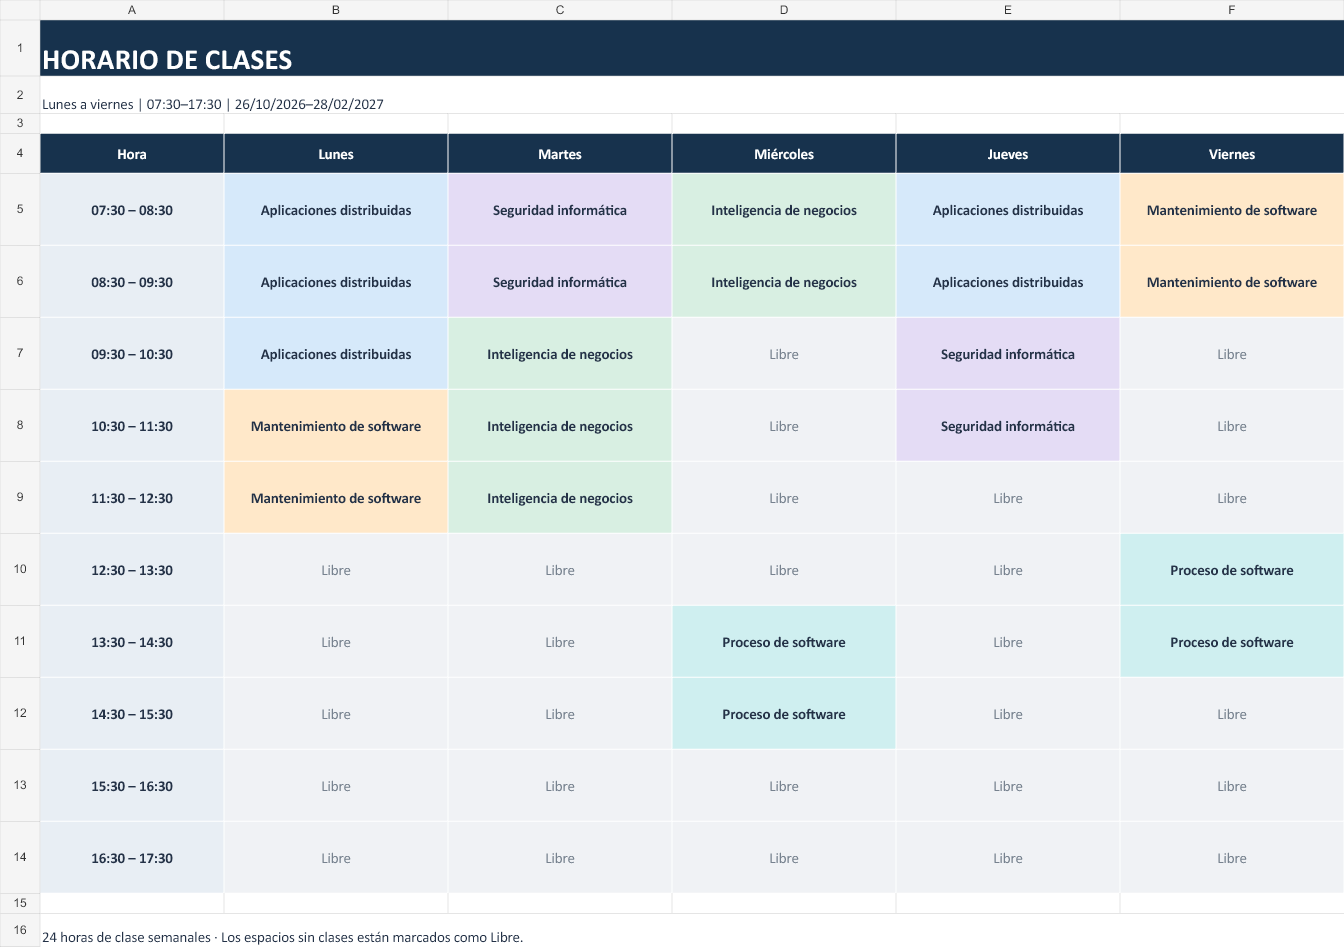 A B C D E F
1 HORARIO DE CLASES
2 Lunes a viernes | 07:30–17:30 | 26/10/2026–28/02/2027
3
4 Hora Lunes Martes Miércoles Jueves Viernes
5 07:30 – 08:30 Aplicaciones distribuidas Seguridad informática Inteligencia de negocios Aplicaciones distribuidas Mantenimiento de software
6 08:30 – 09:30 Aplicaciones distribuidas Seguridad informática Inteligencia de negocios Aplicaciones distribuidas Mantenimiento de software
7 09:30 – 10:30 Aplicaciones distribuidas Inteligencia de negocios Libre Seguridad informática Libre
8 10:30 – 11:30 Mantenimiento de software Inteligencia de negocios Libre Seguridad informática Libre
9 11:30 – 12:30 Mantenimiento de software Inteligencia de negocios Libre Libre Libre
10 12:30 – 13:30 Libre Libre Libre Libre Proceso de software
11 13:30 – 14:30 Libre Libre Proceso de software Libre Proceso de software
12 14:30 – 15:30 Libre Libre Proceso de software Libre Libre
13 15:30 – 16:30 Libre Libre Libre Libre Libre
14 16:30 – 17:30 Libre Libre Libre Libre Libre
15
16 24 horas de clase semanales · Los espacios sin clases están marcados como Libre.